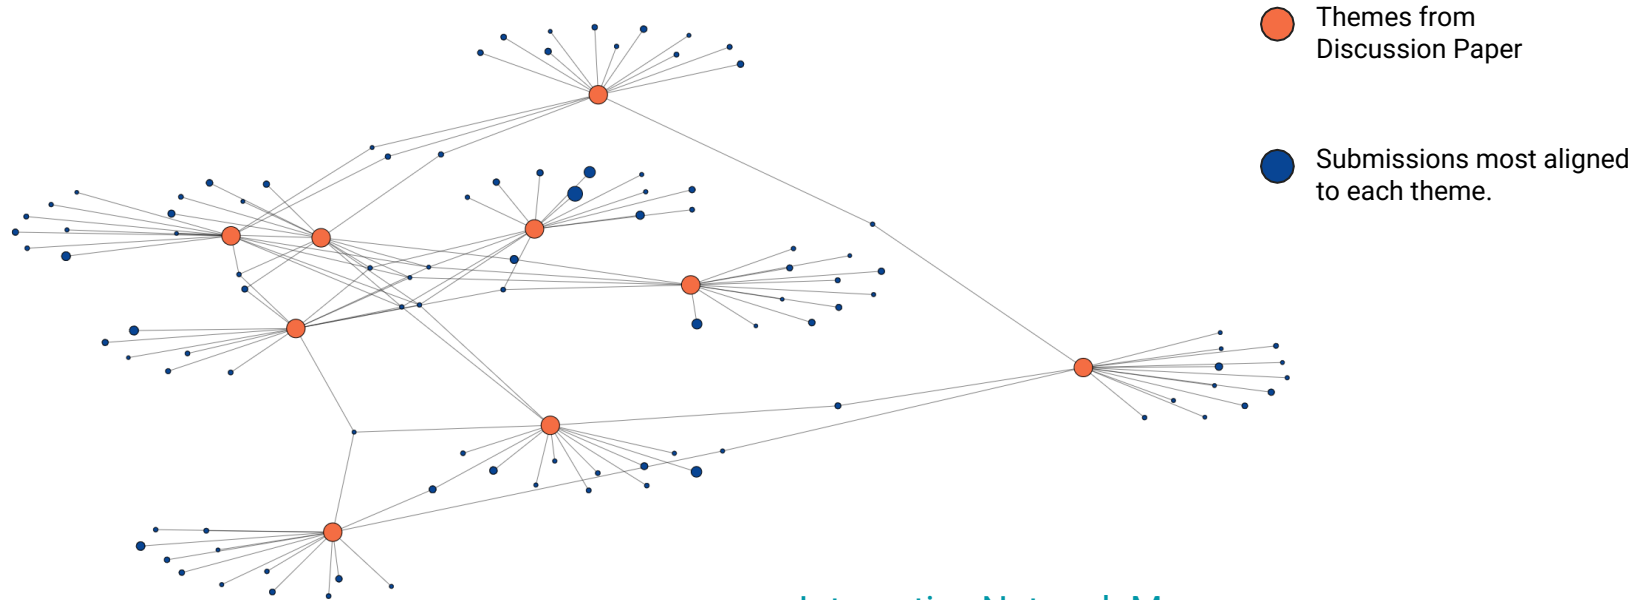 Themes from
Discussion Paper
Submissions most aligned
to each theme.